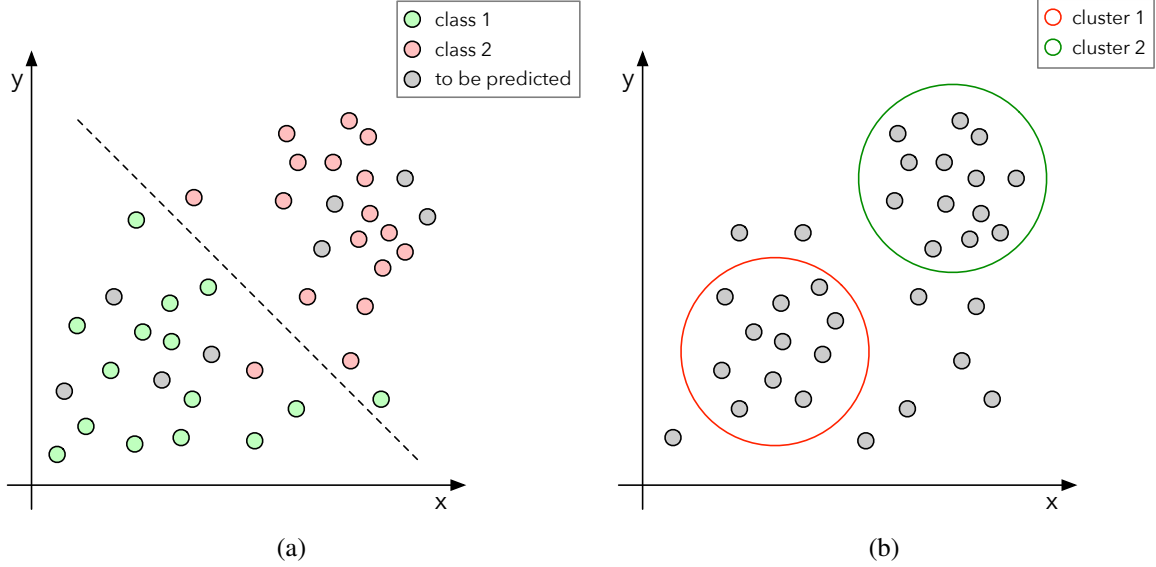 class 1
class 2
to be predicted
y
x
(a)
cluster 1
cluster 2
y
x
(b)